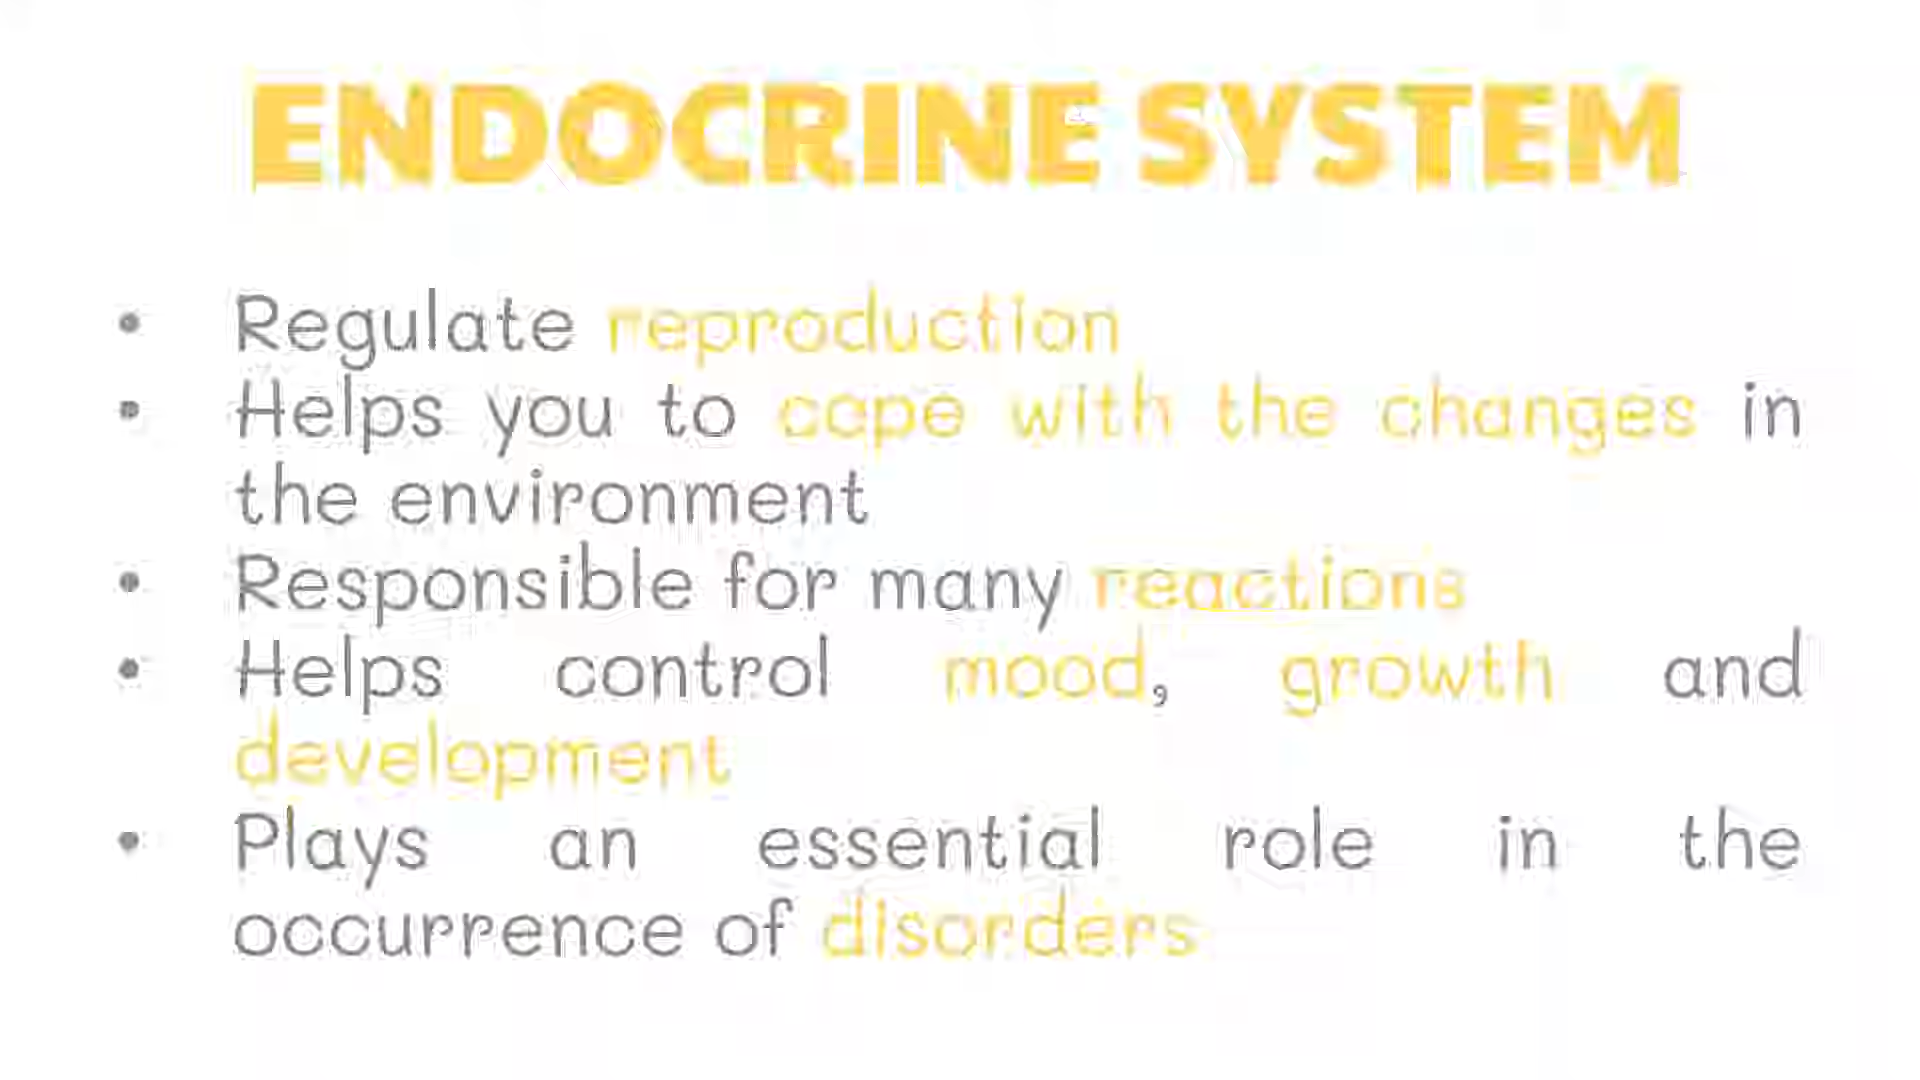 ENDOCRINE SYSTEM
• Regulate reproduction
• Helps you to cope with the changes in
the environment
• Responsible for many reactions
• Helps control mood, growth and
development
• Plays an essential role in the
occurrence of disorders